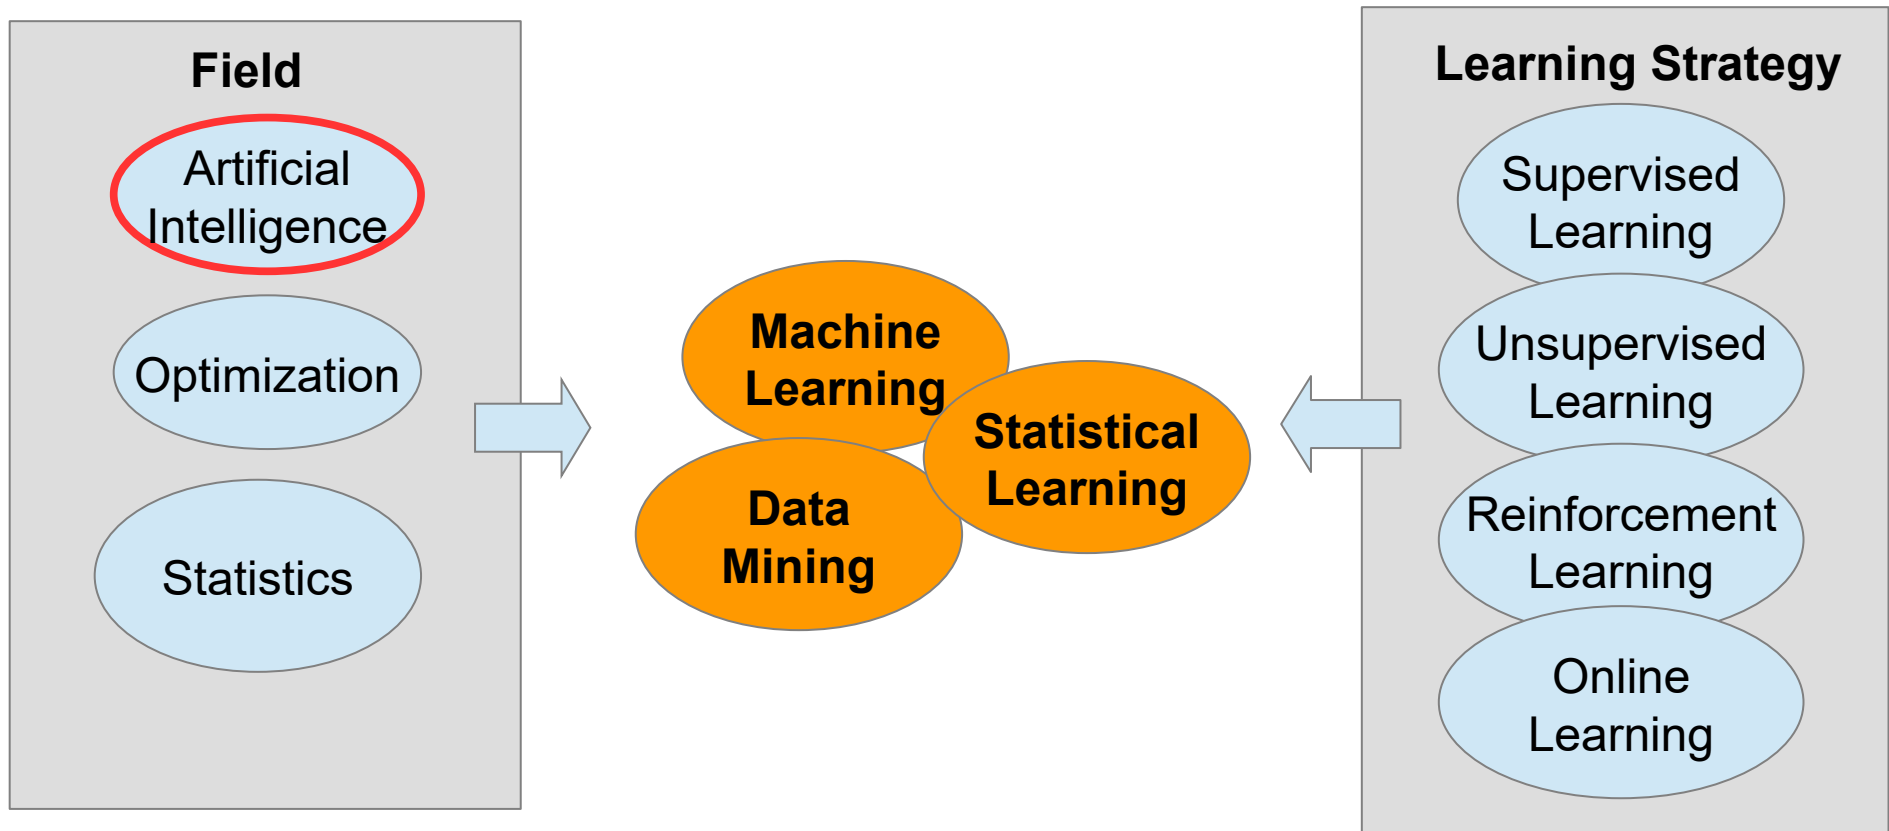 Field
Artificial
Intelligence
Optimization
Statistics
Machine
Learning
Statistical
Learning
Data
Mining
Learning Strategy
Supervised
Learning
Unsupervised
Learning
Reinforcement
Learning
Online
Learning